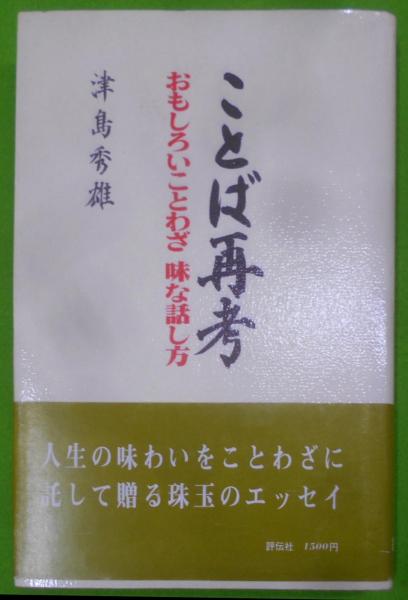 ことば再考
おもしろいことわざ 味な話し方
津島秀雄
人生の味わいをことわざに
託して贈る珠玉のエッセイ
評伝社 1500円